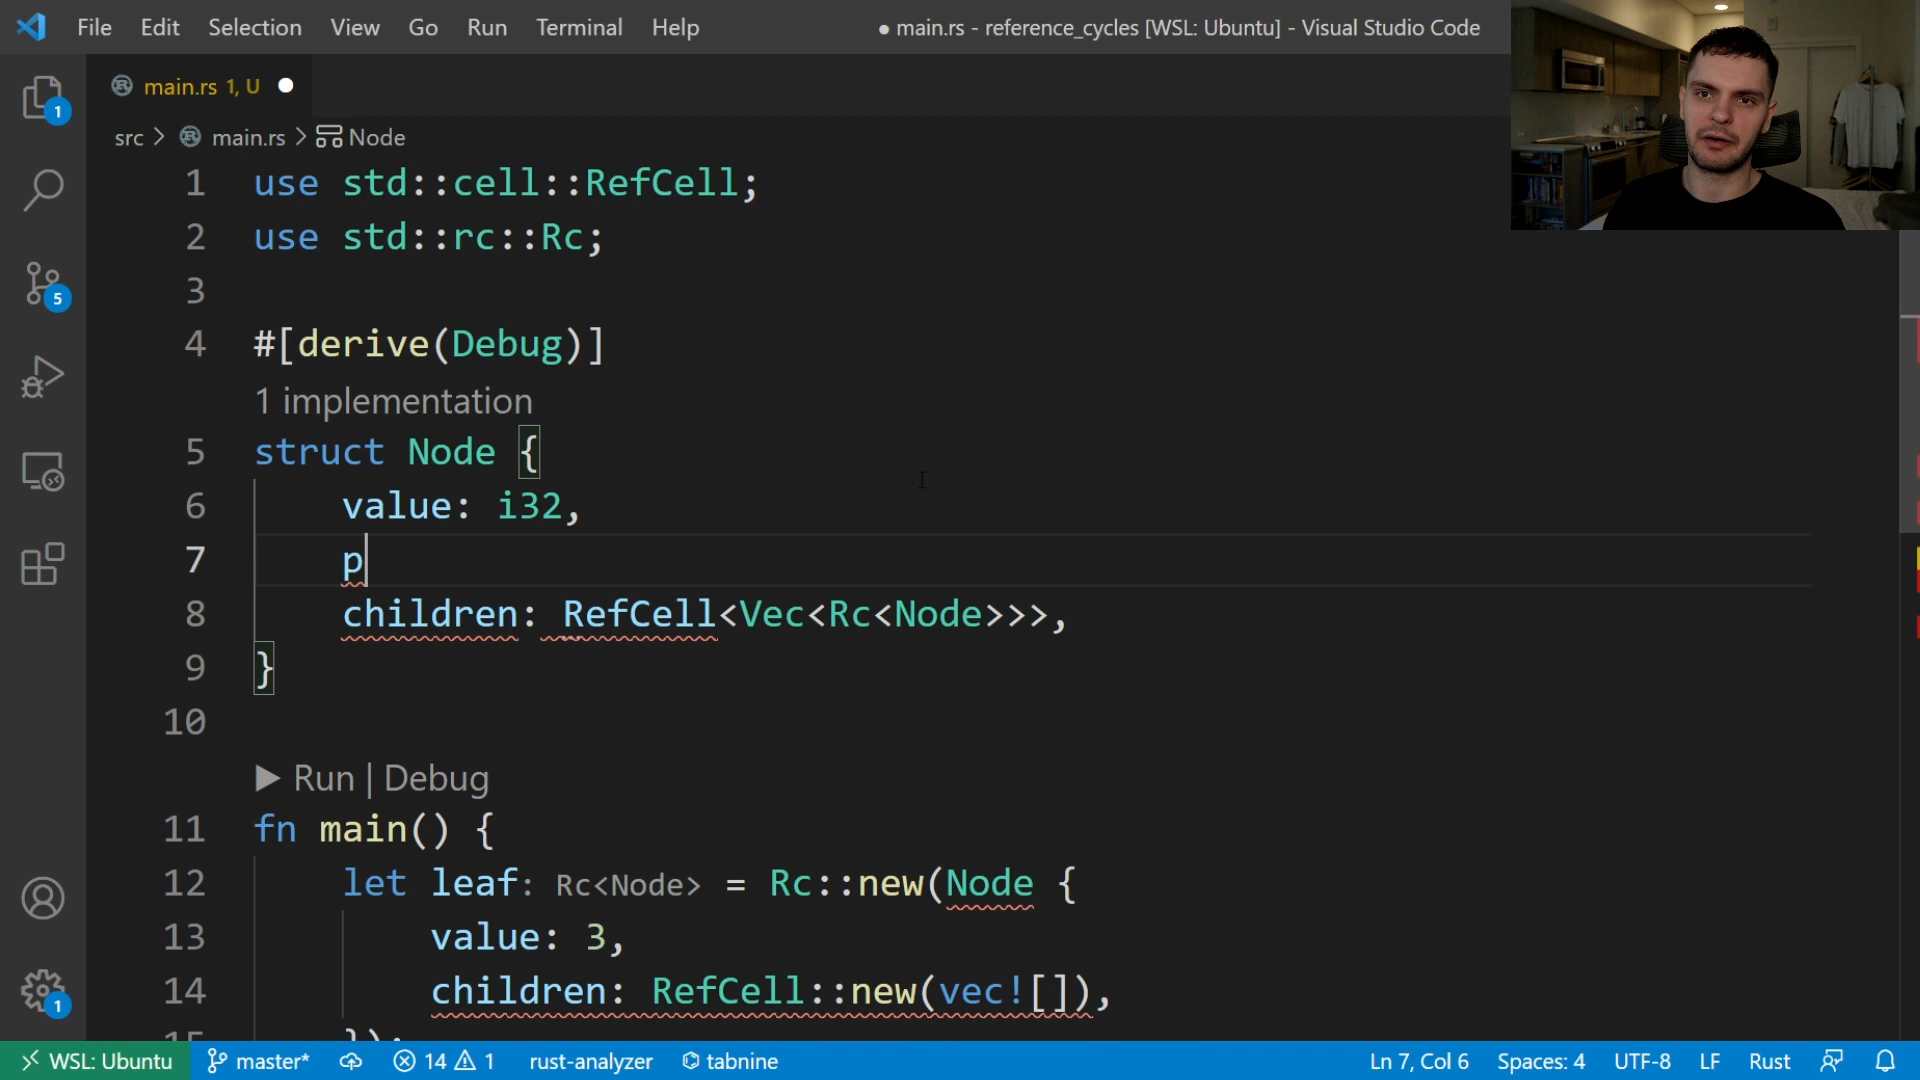 File Edit Selection View Go Run Terminal Help ● main.rs - reference_cycles [WSL: Ubuntu] - Visual Studio Code
main.rs 1, U
src > main.rs > Node
1 use std::cell::RefCell;
2 use std::rc::Rc;
3
4 #[derive(Debug)]
1 implementation
5 struct Node {
6 value: i32,
7 p
8 children: RefCell<Vec<Rc<Node>>>,
9 }
10
▶ Run | Debug
11 fn main() {
12 let leaf: Rc<Node> = Rc::new(Node {
13 value: 3,
14 children: RefCell::new(vec![]),
15 });
1
5
1
WSL: Ubuntu master* 14 1 rust-analyzer tabnine Ln 7, Col 6 Spaces: 4 UTF-8 LF Rust